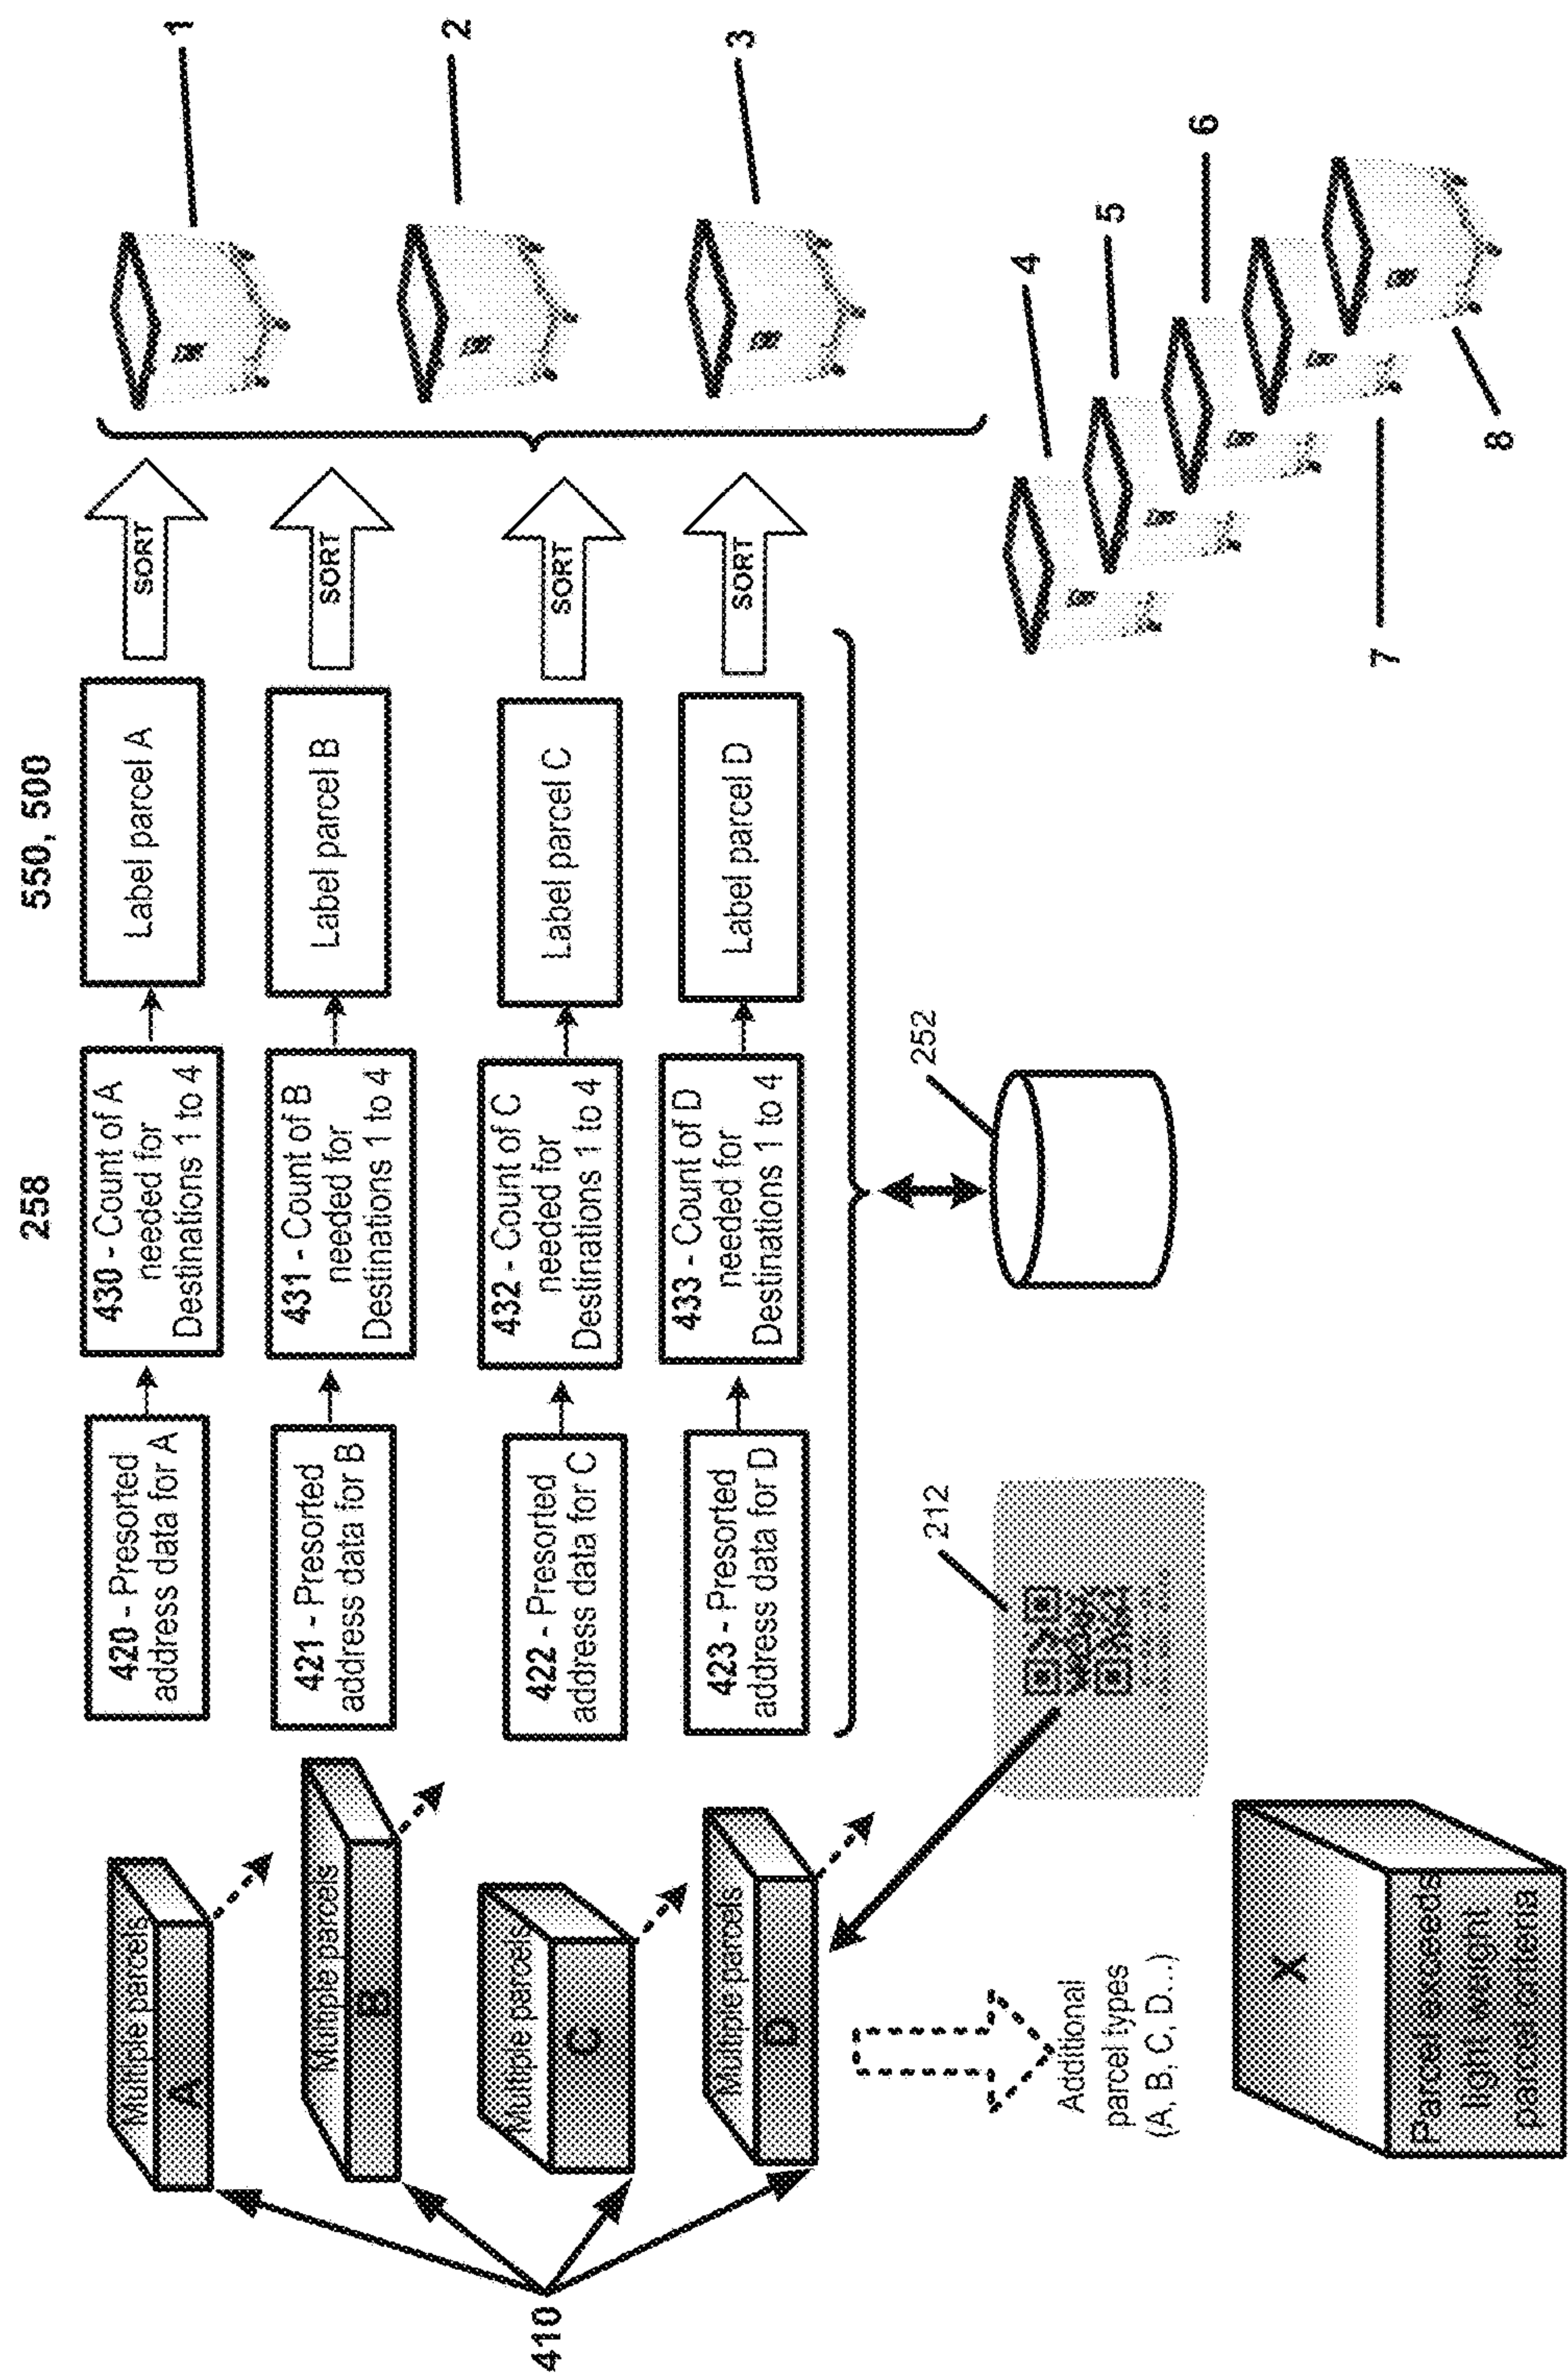 258
550, 500
Multiple parcels
A
420 - Presorted
address data for A
430 - Count of A
needed for
Destinations 1 to 4
Label parcel A
SORT
1
Multiple parcels
B
421 - Presorted
address data for B
431 - Count of B
needed for
Destinations 1 to 4
Label parcel B
SORT
2
Multiple parcels
C
422 - Presorted
address data for C
432 - Count of C
needed for
Destinations 1 to 4
Label parcel C
SORT
3
410
Multiple parcels
D
423 - Presorted
address data for D
433 - Count of D
needed for
Destinations 1 to 4
Label parcel D
SORT
212
252
4
5
6
7
8
Additional
parcel types
(A, B, C, D...)
X
Parcel exceeds
light weight
parcel criteria